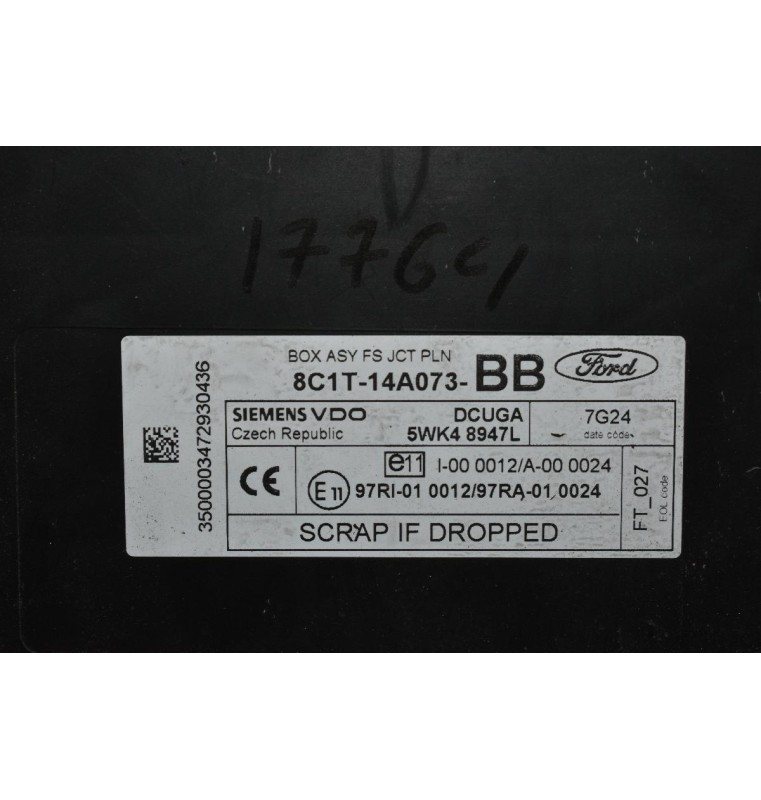 1776
BOX ASY FS JCT PLN
8C1T-14A073-BB
Ford
SIEMENS VDO DCUGA 7G24
Czech Republic 5WK4 8947L date code
3500003472930436
CE
e11 I-00 0012/A-00 0024
E11 97RI-01 0012/97RA-01 0024
SCRAP IF DROPPED
FT_027
EOL code